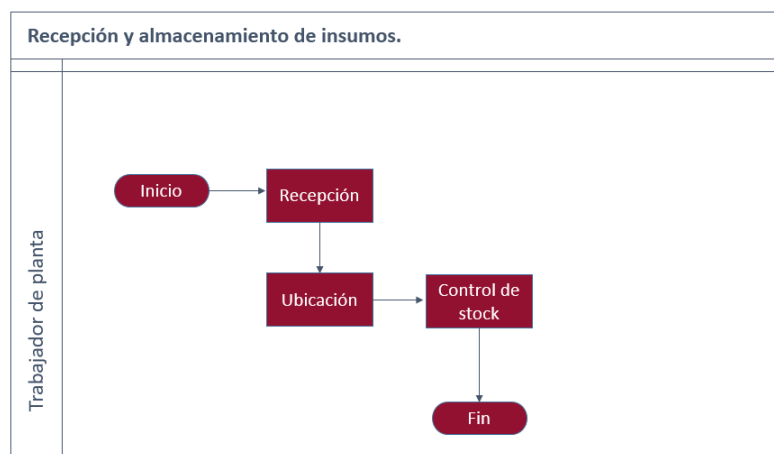 Recepción y almacenamiento de insumos.
Trabajador de planta
Inicio
Recepción
Ubicación
Control de
stock
Fin